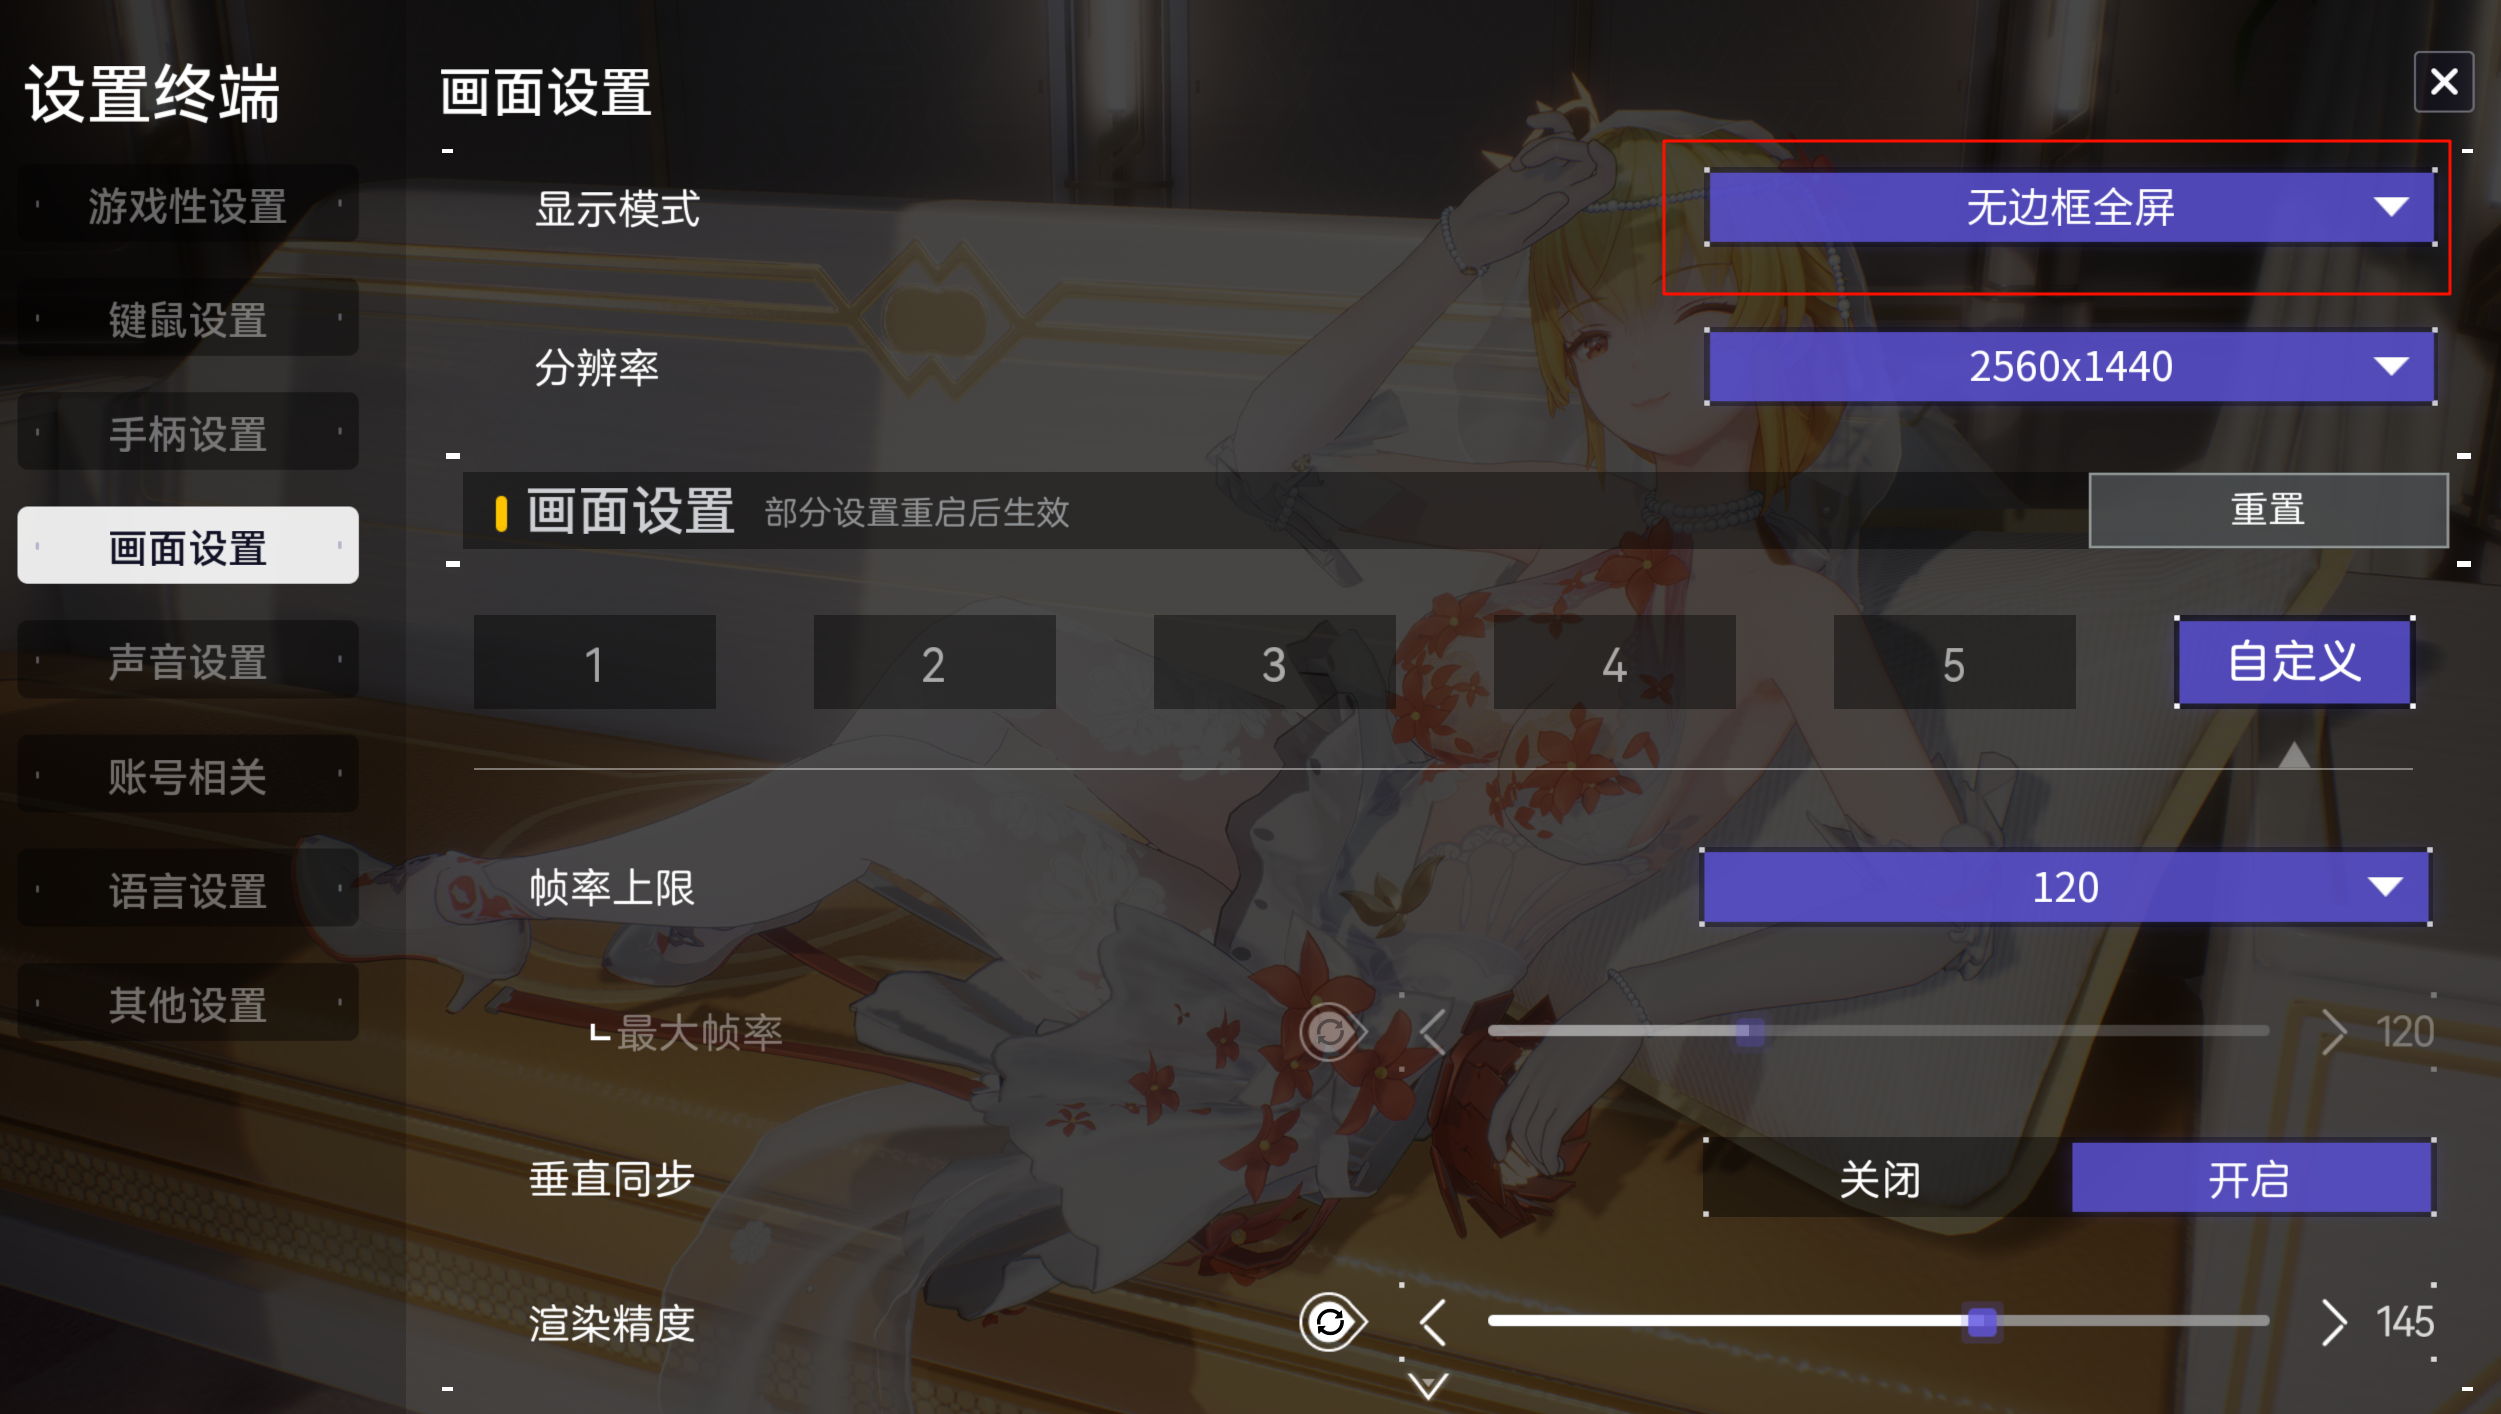 设置终端
游戏性设置
键鼠设置
手柄设置
画面设置
声音设置
账号相关
语言设置
其他设置
画面设置
显示模式
无边框全屏
分辨率
2560x1440
画面设置 部分设置重启后生效
重置
1 2 3 4 5 自定义
帧率上限
120
最大帧率
120
垂直同步
关闭 开启
渲染精度
145